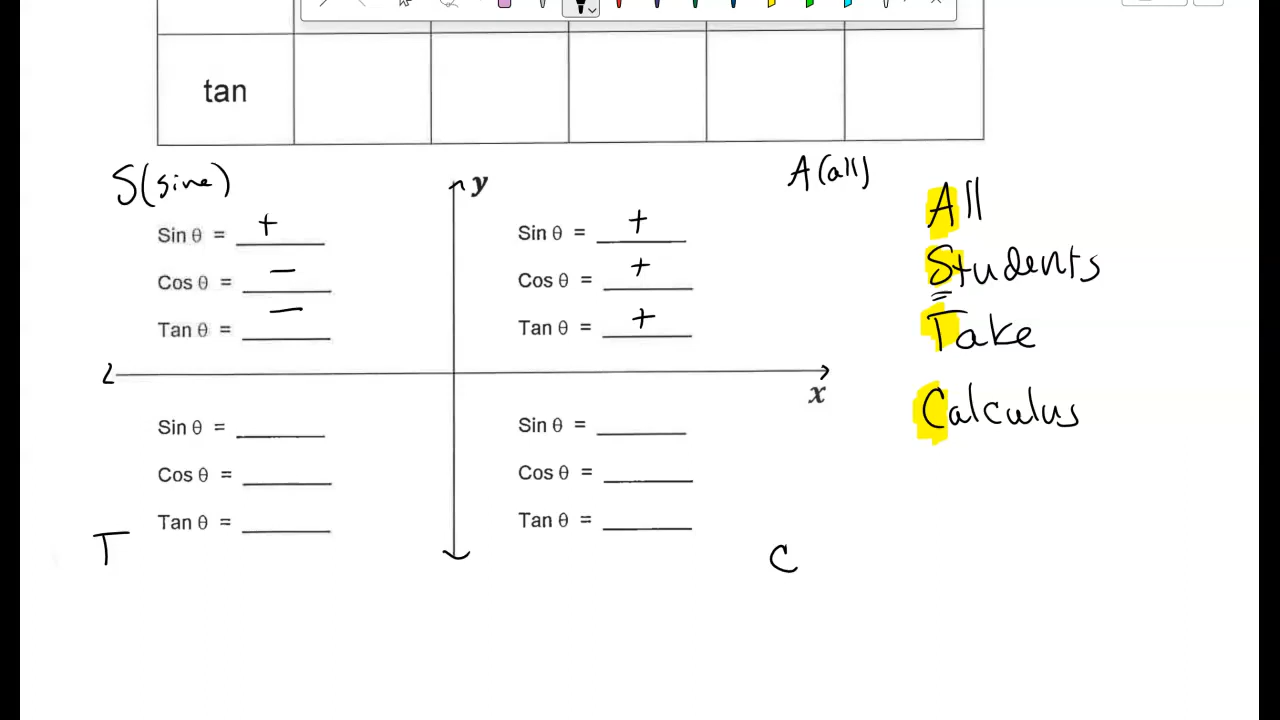 tan
S(sine)
y
A(all)
Sin θ = +
Cos θ = −
Tan θ = −
Sin θ = +
Cos θ = +
Tan θ = +
All
Students
Take
Calculus
x
Sin θ =
Cos θ =
Tan θ =
Sin θ =
Cos θ =
Tan θ =
T
C